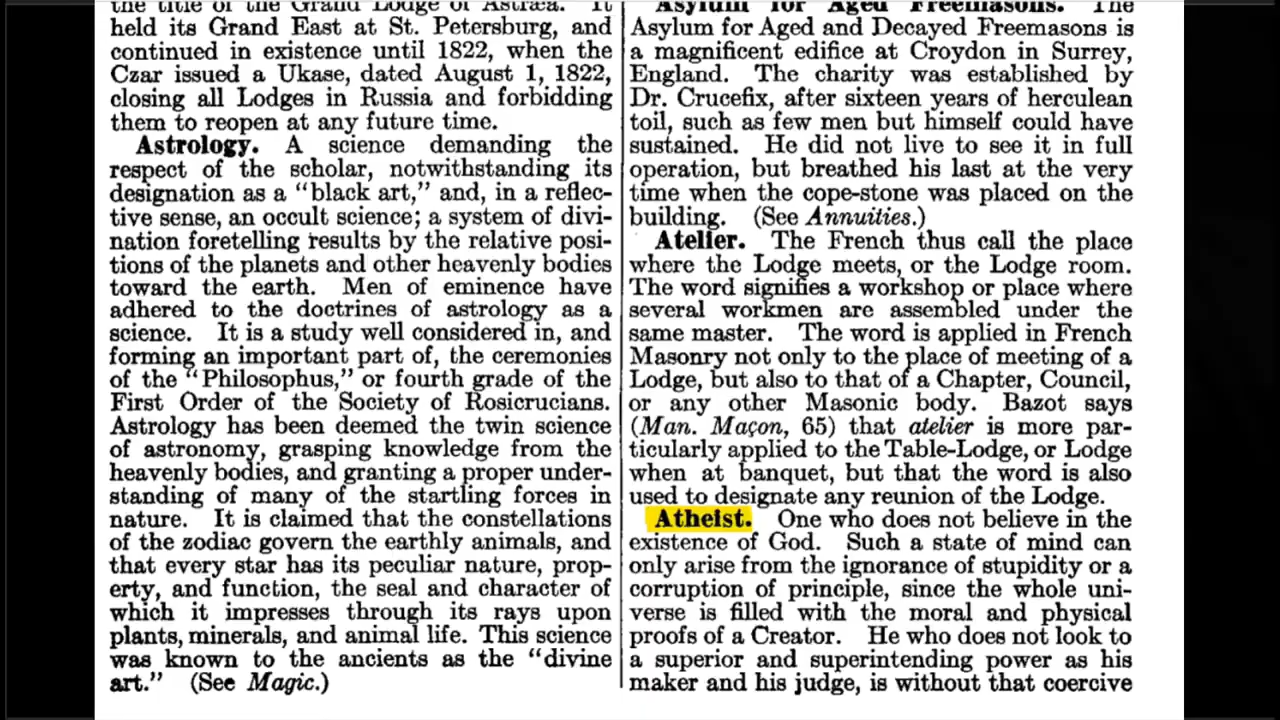 the title of the Grand Lodge of Astræa. It
held its Grand East at St. Petersburg, and
continued in existence until 1822, when the
Czar issued a Ukase, dated August 1, 1822,
closing all Lodges in Russia and forbidding
them to reopen at any future time.
Astrology. A science demanding the
respect of the scholar, notwithstanding its
designation as a "black art," and, in a reflec-
tive sense, an occult science; a system of divi-
nation foretelling results by the relative posi-
tions of the planets and other heavenly bodies
toward the earth. Men of eminence have
adhered to the doctrines of astrology as a
science. It is a study well considered in, and
forming an important part of, the ceremonies
of the "Philosophus," or fourth grade of the
First Order of the Society of Rosicrucians.
Astrology has been deemed the twin science
of astronomy, grasping knowledge from the
heavenly bodies, and granting a proper under-
standing of many of the startling forces in
nature. It is claimed that the constellations
of the zodiac govern the earthly animals, and
that every star has its peculiar nature, prop-
erty, and function, the seal and character of
which it impresses through its rays upon
plants, minerals, and animal life. This science
was known to the ancients as the "divine
art." (See Magic.)
Asylum for Aged Freemasons. The
Asylum for Aged and Decayed Freemasons is
a magnificent edifice at Croydon in Surrey,
England. The charity was established by
Dr. Crucefix, after sixteen years of herculean
toil, such as few men but himself could have
sustained. He did not live to see it in full
operation, but breathed his last at the very
time when the cope-stone was placed on the
building. (See Annuities.)
Atelier. The French thus call the place
where the Lodge meets, or the Lodge room.
The word signifies a workshop or place where
several workmen are assembled under the
same master. The word is applied in French
Masonry not only to the place of meeting of a
Lodge, but also to that of a Chapter, Council,
or any other Masonic body. Bazot says
(Man. Maçon, 65) that atelier is more par-
ticularly applied to the Table-Lodge, or Lodge
when at banquet, but that the word is also
used to designate any reunion of the Lodge.
Atheist. One who does not believe in the
existence of God. Such a state of mind can
only arise from the ignorance of stupidity or a
corruption of principle, since the whole uni-
verse is filled with the moral and physical
proofs of a Creator. He who does not look to
a superior and superintending power as his
maker and his judge, is without that coercive